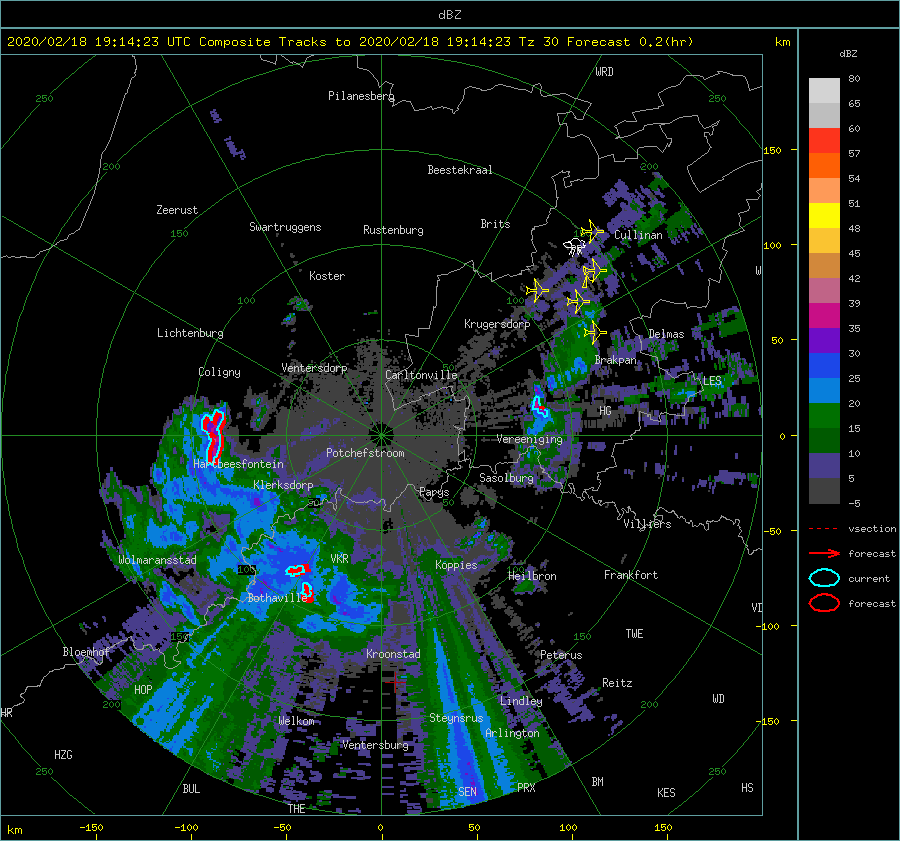 dBZ
2020/02/18 19:14:23 UTC Composite Tracks to 2020/02/18 19:14:23 Tz 30 Forecast 0.2(hr) km
dBZ
WRD
250 Pilanesberg 250
80
65
60
57
54
51
48
45
42
39
35
30
25
20
15
10
5
-5
150
200 Beestekraal 200
Zeerust
150 Swartruggens Rustenburg Brits Cullinan
100
Koster W
100 100
Lichtenburg Krugersdorp Delmas
50
Brakpan
Coligny Ventersdorp Carltonville LES
HG
0
Vereeniging
Potchefstroom
Hartbeesfontein Sasolburg
Klerksdorp Parys
50 50
Villiers
-50
vsection
forecast
current
forecast
Wolmaransstad VKR Koppies
100 Heilbron 100 Frankfort
Bothaville VD
-100
150 150 TWE
Bloemhof Kroonstad Peterus
HOP Reitz
WD
200 Lindley 200
HR Welkom Steynsrus -150
Arlington
Ventersburg
HZG
250 250
BUL SEN PRX BM KES HS
THE
km -150 -100 -50 0 50 100 150